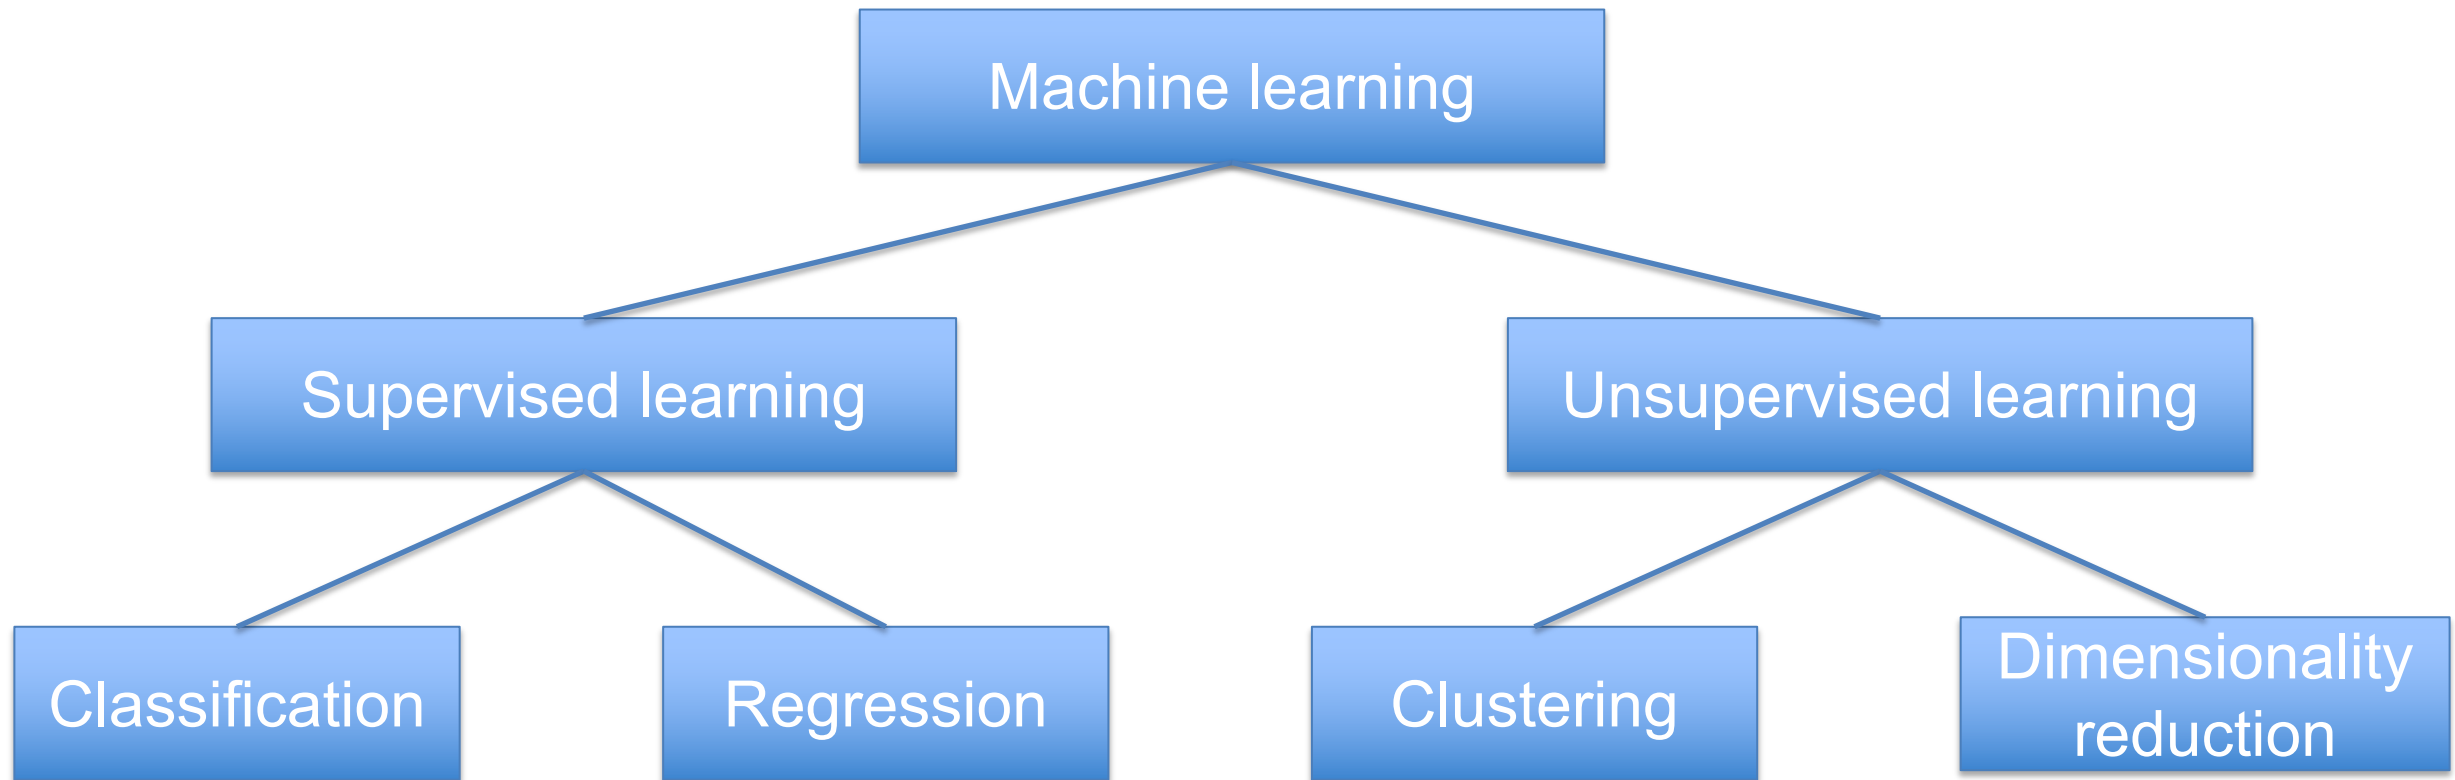 Machine learning
Supervised learning
Unsupervised learning
Classification
Regression
Clustering
Dimensionality
reduction